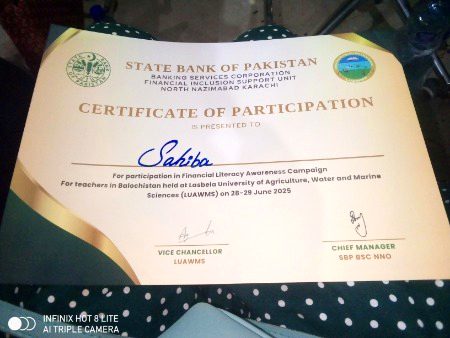 STATE BANK OF PAKISTAN
BANKING SERVICES CORPORATION
FINANCIAL INCLUSION SUPPORT UNIT
NORTH NAZIMABAD KARACHI
CERTIFICATE OF PARTICIPATION
IS PRESENTED TO
Sahiba
For participation in Financial Literacy Awareness Campaign
For teachers in Balochistan held at Lasbela University of Agriculture, Water and Marine
Sciences (LUAWMS) on 28-29 June 2025
VICE CHANCELLOR
LUAWMS
CHIEF MANAGER
SBP BSC NNO
INFINIX HOT 8 LITE
AI TRIPLE CAMERA